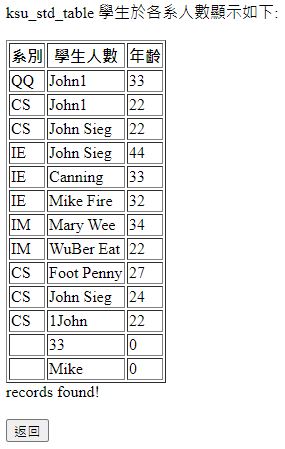 ksu_std_table 學生於各系人數顯示如下:
系別 學生人數 年齡
QQ John1 33
CS John1 22
CS John Sieg 22
IE John Sieg 44
IE Canning 33
IE Mike Fire 32
IM Mary Wee 34
IM WuBer Eat 22
CS Foot Penny 27
CS John Sieg 24
CS 1John 22
33 0
Mike 0
records found!
返回